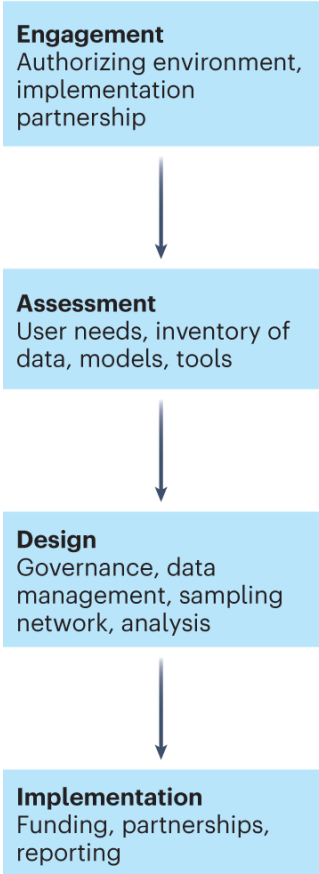 Engagement
Authorizing environment,
implementation
partnership
Assessment
User needs, inventory of
data, models, tools
Design
Governance, data
management, sampling
network, analysis
Implementation
Funding, partnerships,
reporting